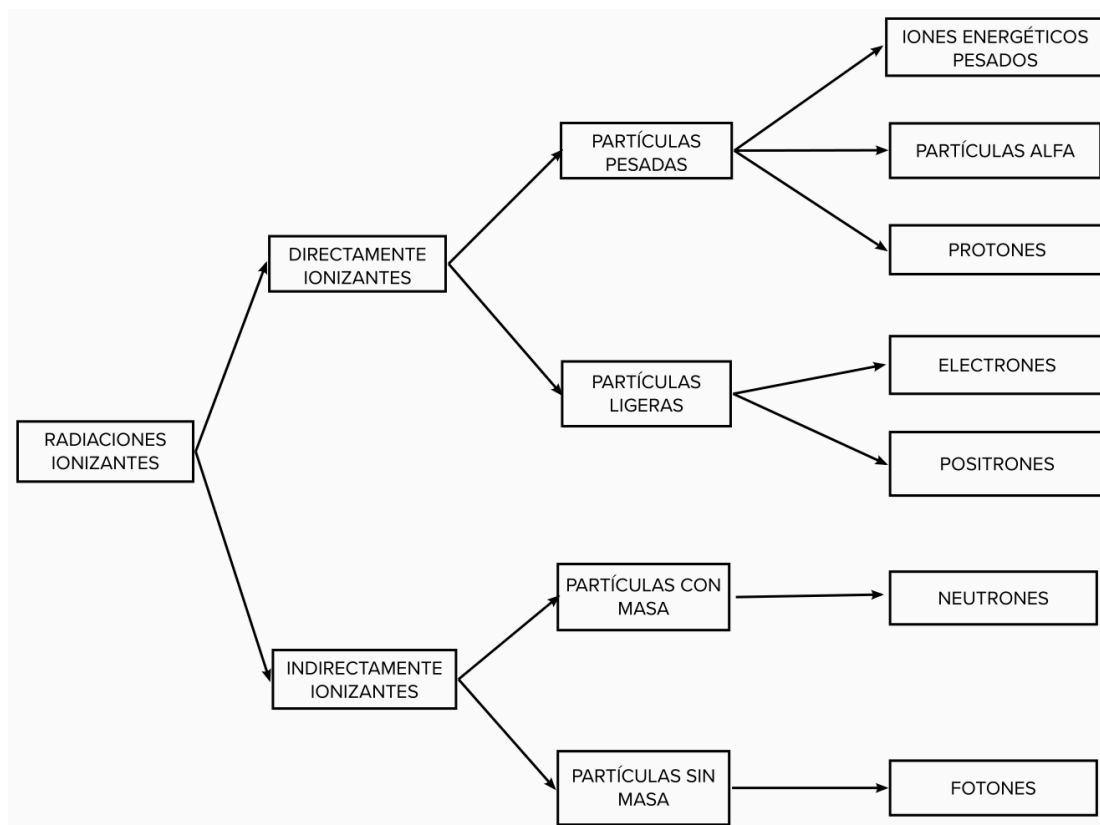 RADIACIONES
IONIZANTES
DIRECTAMENTE
IONIZANTES
INDIRECTAMENTE
IONIZANTES
PARTÍCULAS
PESADAS
PARTÍCULAS
LIGERAS
PARTÍCULAS CON
MASA
PARTÍCULAS SIN
MASA
IONES ENERGÉTICOS
PESADOS
PARTÍCULAS ALFA
PROTONES
ELECTRONES
POSITRONES
NEUTRONES
FOTONES